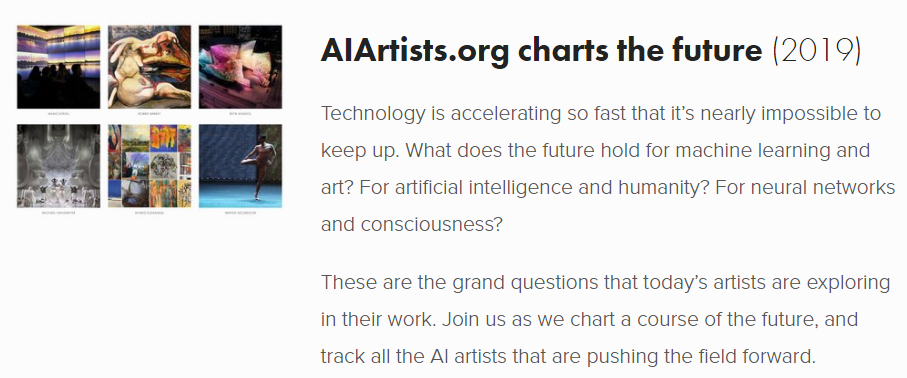 AIArtists.org charts the future (2019)
Technology is accelerating so fast that it's nearly impossible to
keep up. What does the future hold for machine learning and
art? For artificial intelligence and humanity? For neural networks
and consciousness?
These are the grand questions that today's artists are exploring
in their work. Join us as we chart a course of the future, and
track all the AI artists that are pushing the field forward.